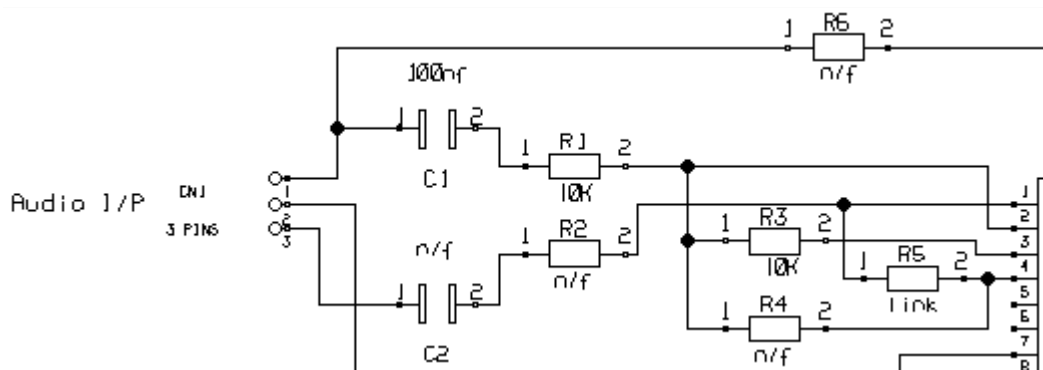 1 R6 2
n/f
100nf
1 2
C1
1 R1 2
10K
Audio I/P
CN1
3 PINS
1
2
3
n/f
1 2
C2
1 R2 2
n/f
1 R3 2
10K
1 R4 2
n/f
1 R5 2
link
1
2
3
4
5
6
7
8